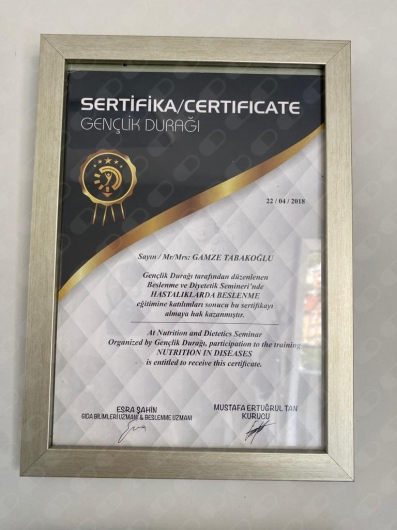 SERTİFİKA/CERTIFICATE
GENÇLİK DURAĞI
22 / 04 / 2018
Sayın / Mr/Mrs: GAMZE TABAKOĞLU
Gençlik Durağı tarafından düzenlenen
Beslenme ve Diyetetik Semineri'nde
HASTALIKLARDA BESLENME
eğitimine katılımları sonucu bu sertifikayı
almaya hak kazanmıştır.
At Nutrition and Dietetics Seminar
Organized by Gençlik Durağı, participation to the training
NUTRITION IN DISEASES
is entitled to receive this certificate.
ESRA ŞAHİN
GIDA BİLİMLERİ UZMANI & BESLENME UZMANI
MUSTAFA ERTUĞRUL TAN
KURUCU